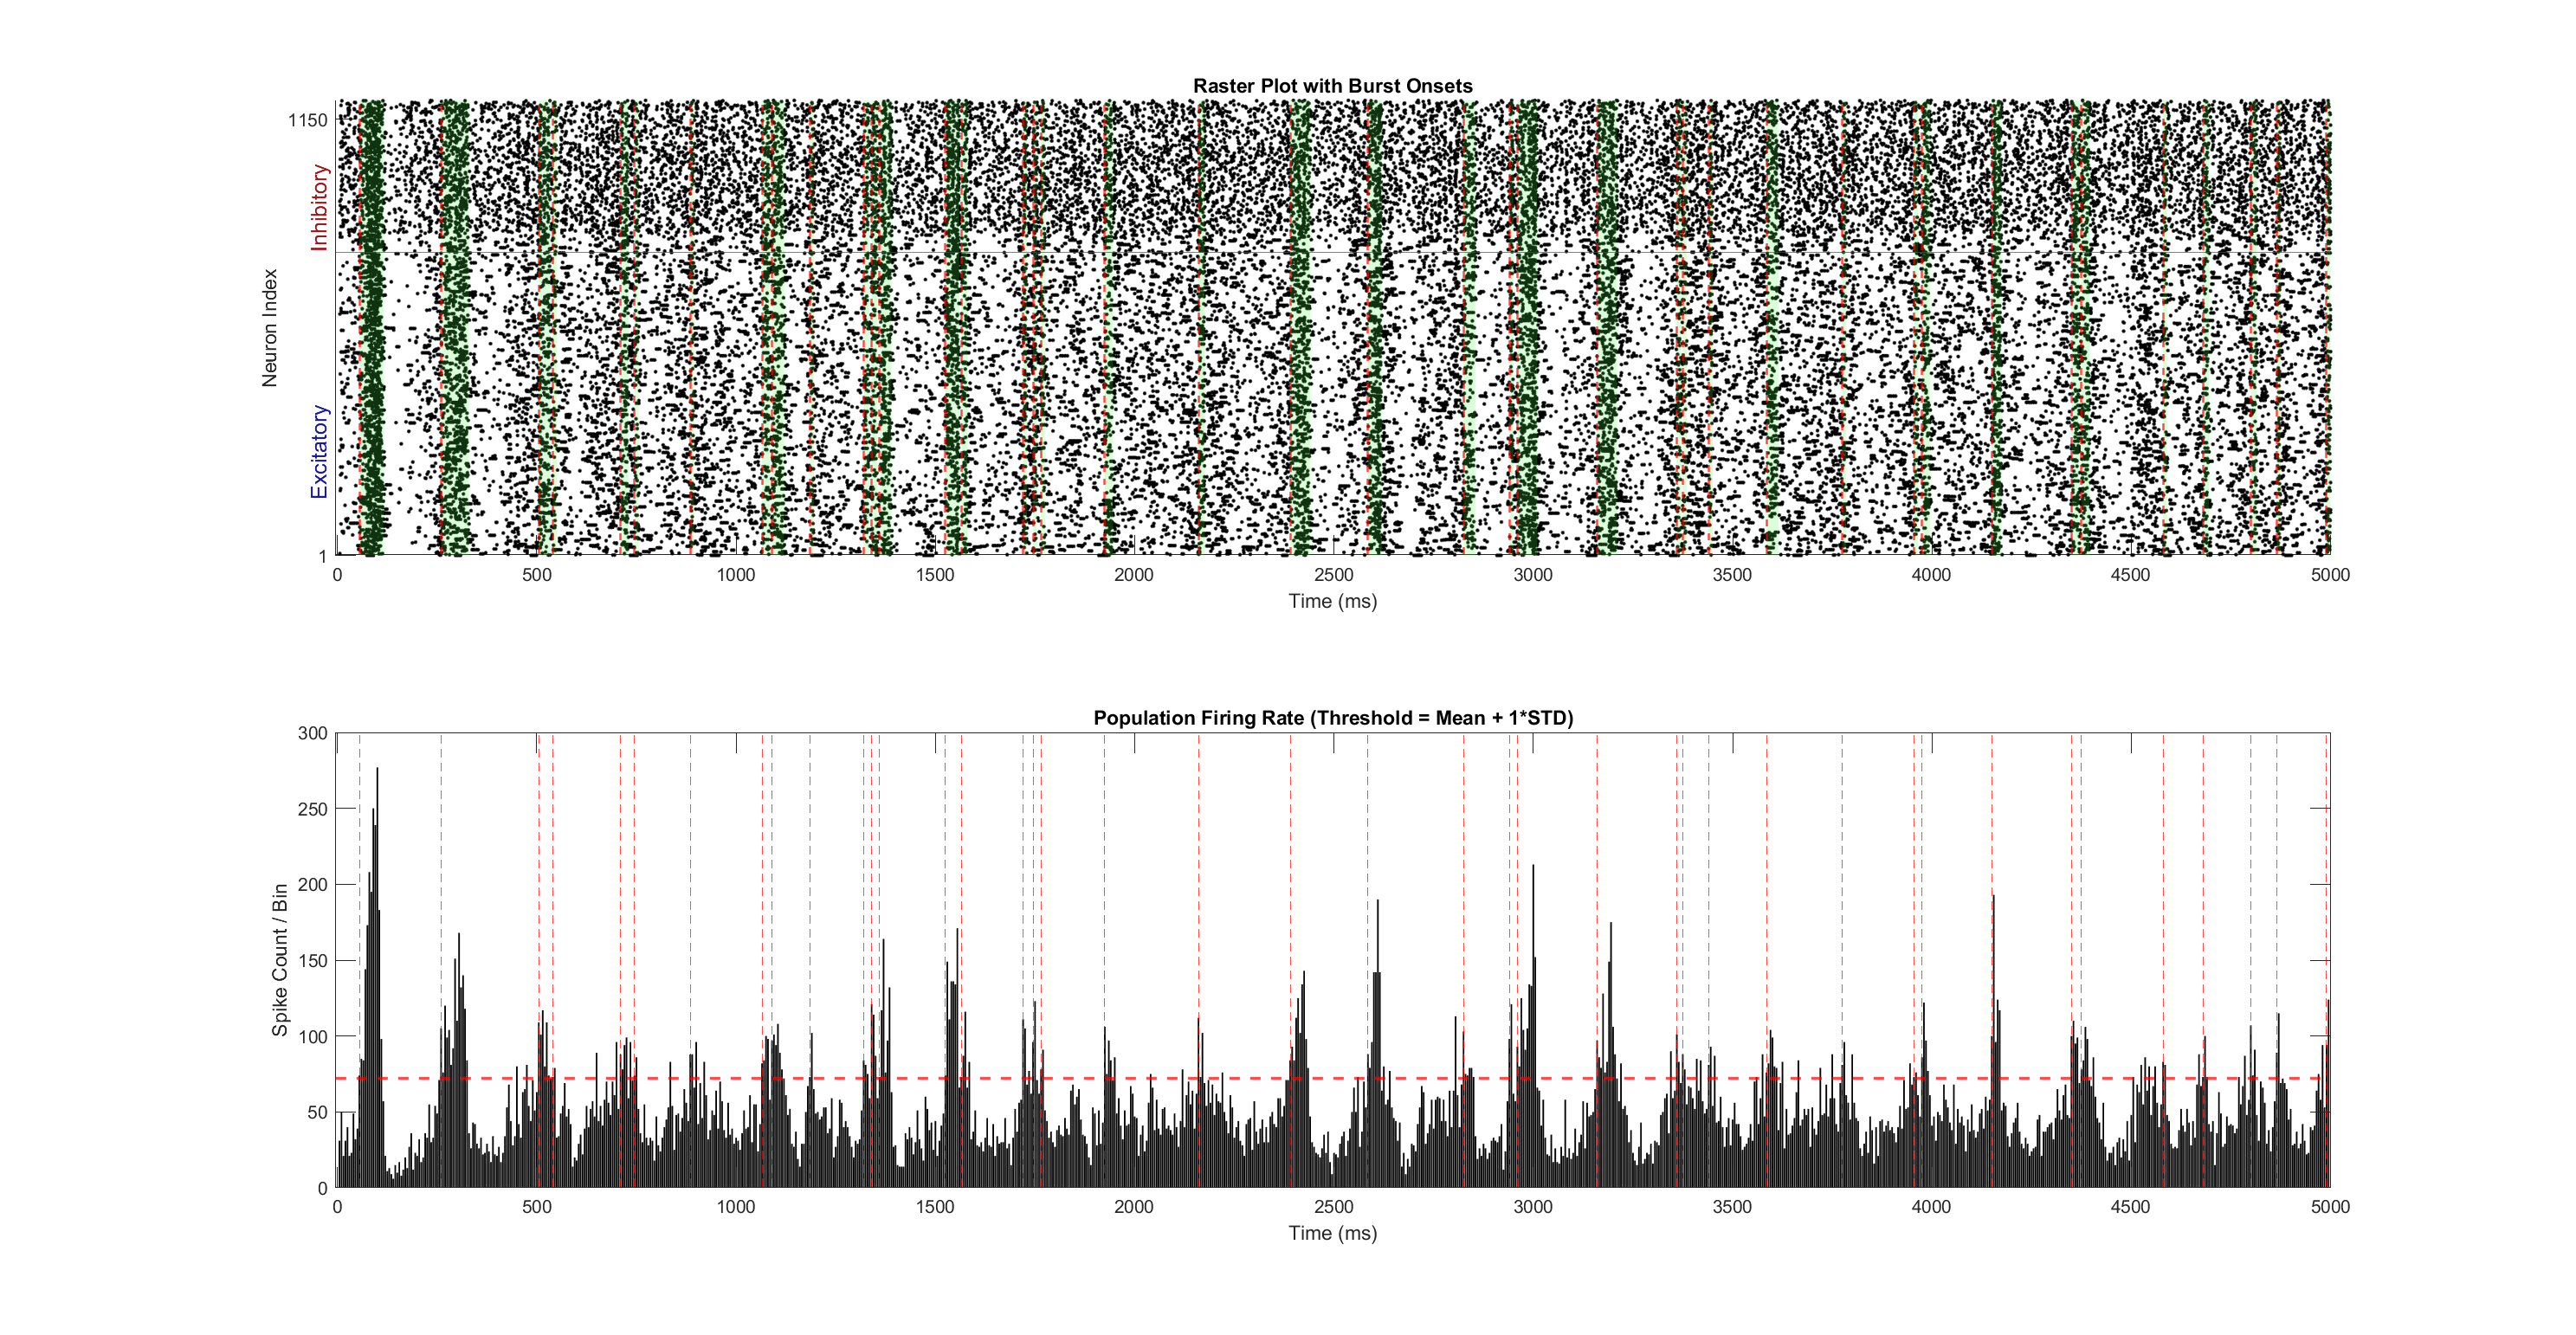 Raster Plot with Burst Onsets
1150
Inhibitory
Neuron Index
Excitatory
1
0 500 1000 1500 2000 2500 3000 3500 4000 4500 5000
Time (ms)
Population Firing Rate (Threshold = Mean + 1*STD)
300
250
200
150
100
50
0
Spike Count / Bin
0 500 1000 1500 2000 2500 3000 3500 4000 4500 5000
Time (ms)